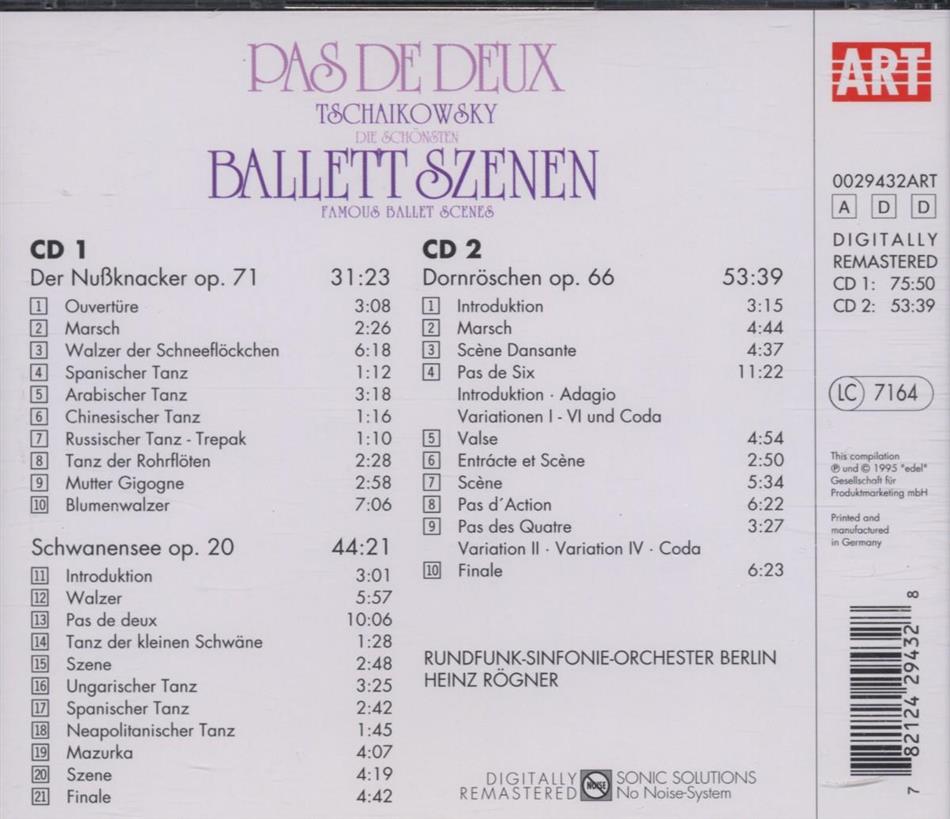 PAS DE DEUX
TSCHAIKOWSKY
DIE SCHÖNSTEN
BALLETT SZENEN
FAMOUS BALLET SCENES
CD 1
Der Nußknacker op. 71 31:23
1 Ouvertüre 3:08
2 Marsch 2:26
3 Walzer der Schneeflöckchen 6:18
4 Spanischer Tanz 1:12
5 Arabischer Tanz 3:18
6 Chinesischer Tanz 1:16
7 Russischer Tanz - Trepak 1:10
8 Tanz der Rohrflöten 2:28
9 Mutter Gigogne 2:58
10 Blumenwalzer 7:06
Schwanensee op. 20 44:21
11 Introduktion 3:01
12 Walzer 5:57
13 Pas de deux 10:06
14 Tanz der kleinen Schwäne 1:28
15 Szene 2:48
16 Ungarischer Tanz 3:25
17 Spanischer Tanz 2:42
18 Neapolitanischer Tanz 1:45
19 Mazurka 4:07
20 Szene 4:19
21 Finale 4:42
CD 2
Dornröschen op. 66 53:39
1 Introduktion 3:15
2 Marsch 4:44
3 Scène Dansante 4:37
4 Pas de Six 11:22
Introduktion · Adagio
Variationen I - VI und Coda
5 Valse 4:54
6 Entrácte et Scène 2:50
7 Scène 5:34
8 Pas d´Action 6:22
9 Pas des Quatre 3:27
Variation II · Variation IV · Coda
10 Finale 6:23
RUNDFUNK-SINFONIE-ORCHESTER BERLIN
HEINZ RÖGNER
DIGITALLY
REMASTERED
NOISE
SONIC SOLUTIONS
No Noise-System
ART
0029432ART
A D D
DIGITALLY
REMASTERED
CD 1: 75:50
CD 2: 53:39
LC 7164
This compilation
℗ und © 1995 "edel"
Gesellschaft für
Produktmarketing mbH
Printed and
manufactured
in Germany
7 82124 29432 8